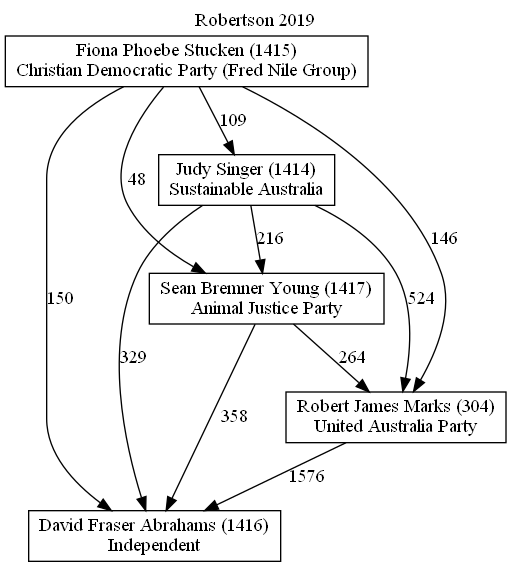 Robertson 2019
Fiona Phoebe Stucken (1415)
Christian Democratic Party (Fred Nile Group)
109
Judy Singer (1414)
Sustainable Australia
48
216
146
Sean Bremner Young (1417)
Animal Justice Party
150
524
329
264
Robert James Marks (304)
United Australia Party
358
1576
David Fraser Abrahams (1416)
Independent